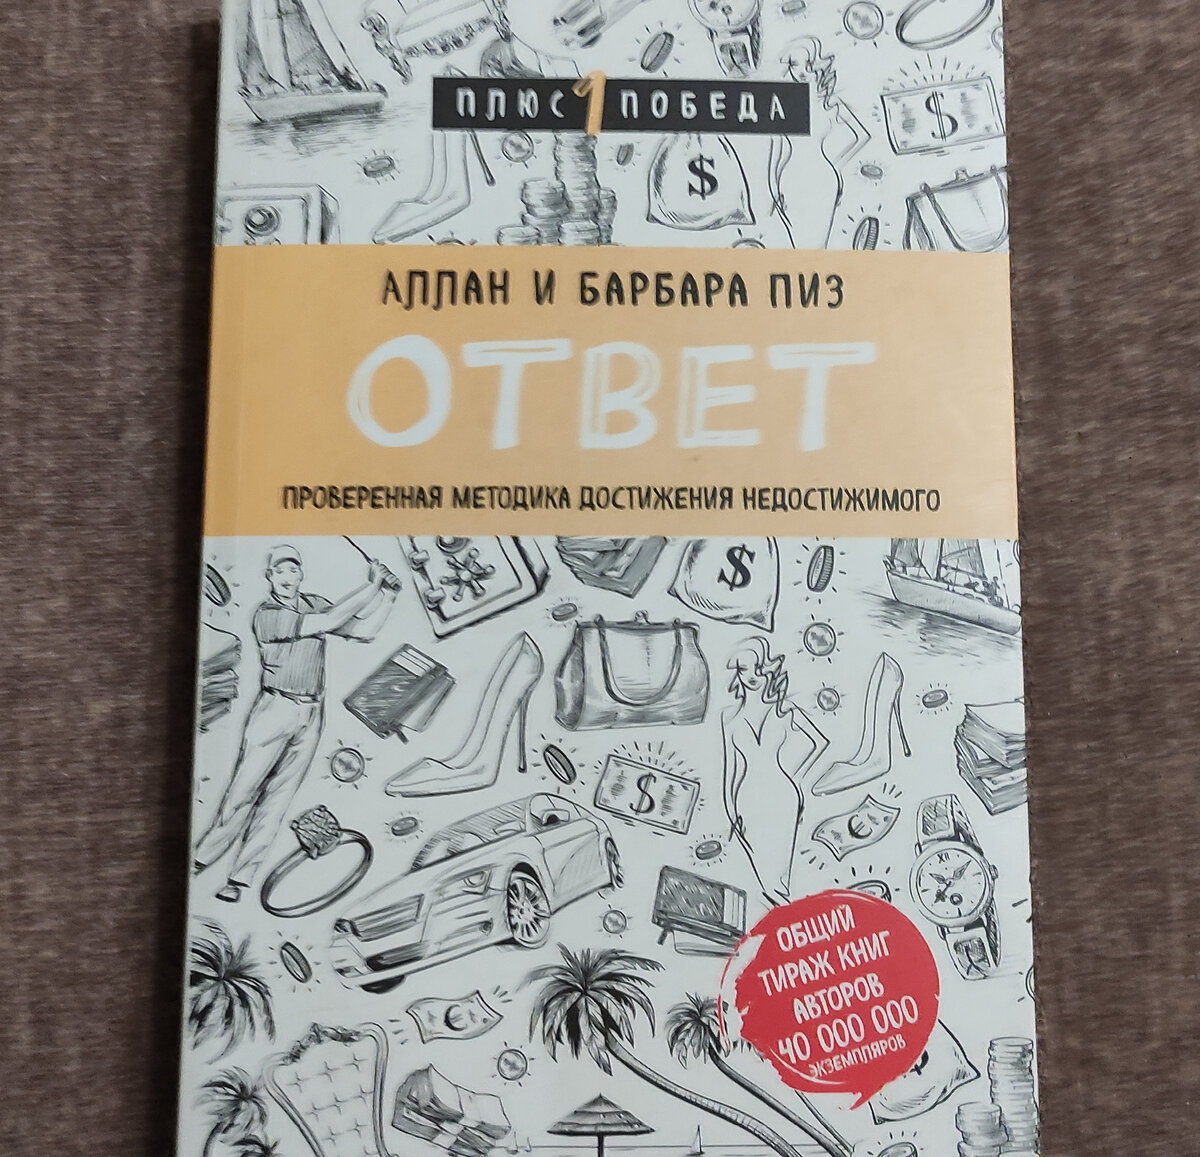 ПЛЮС 1 ПОБЕДА
$
$
АЛЛАН И БАРБАРА ПИЗ
ОТВЕТ
ПРОВЕРЕННАЯ МЕТОДИКА ДОСТИЖЕНИЯ НЕДОСТИЖИМОГО
$
$
€
XII
€
ОБЩИЙ
ТИРАЖ КНИГ
АВТОРОВ
40 000 000
ЭКЗЕМПЛЯРОВ